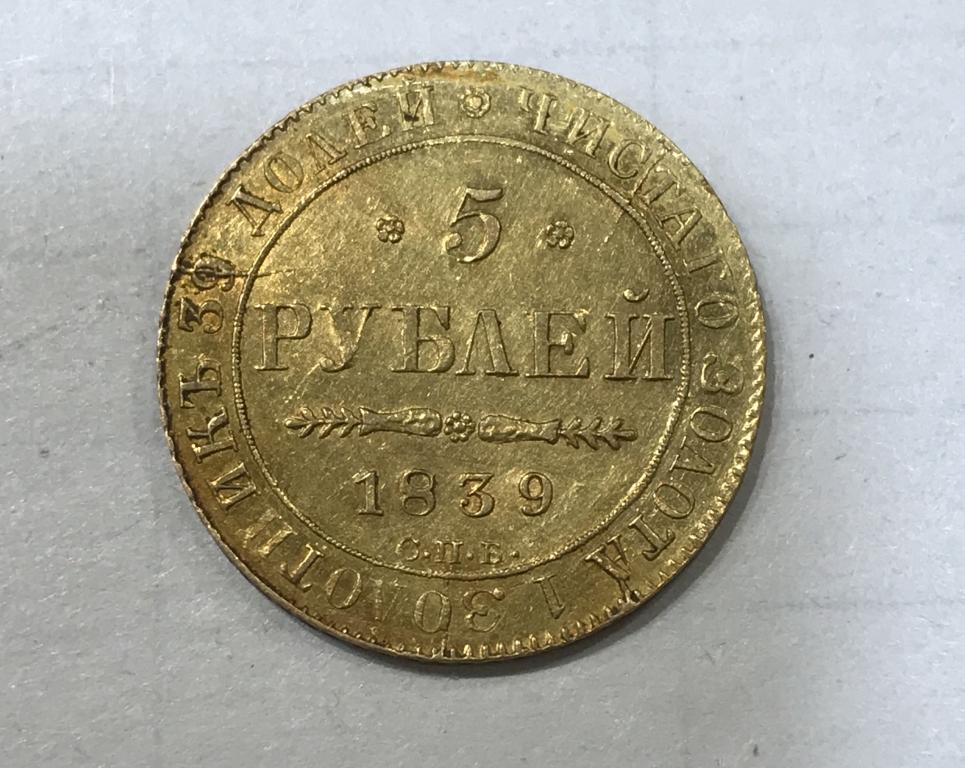 5
РУБЛЕЙ
1839
С.П.Б.
ЧИСТАГО ЗОЛОТА 1 ЗОЛОТНИКЪ 39 ДОЛЕЙ